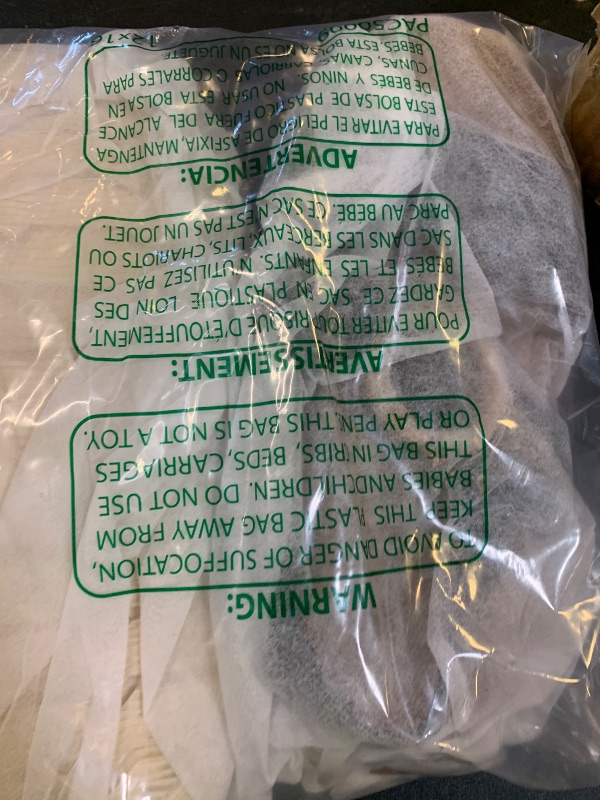 WARNING:
TO AVOID DANGER OF SUFFOCATION,
KEEP THIS PLASTIC BAG AWAY FROM
BABIES AND CHILDREN. DO NOT USE
THIS BAG IN CRIBS, BEDS, CARRIAGES
OR PLAY PEN. THIS BAG IS NOT A TOY.
AVERTISSEMENT:
POUR EVITER TOUT RISQUE D'ÉTOUFFEMENT,
GARDEZ CE SAC EN PLASTIQUE LOIN DES
BEBÉS ET LES ENFANTS. N'UTILISEZ PAS CE
SAC DANS LES BERCEAUX, LITS, CHARIOTS OU
PARC AU BÉBÉ. CE SAC N'EST PAS UN JOUET.
ADVERTENCIA:
PARA EVITAR EL PELIGRO DE ASFIXIA, MANTENGA
ESTA BOLSA DE PLASTICO FUERA DEL ALCANCE
DE BEBES Y NINOS. NO USAR ESTA BOLSA EN
CUNAS, CAMAS, CARRIOLAS O CORRALES PARA
BEBES. ESTA BOLSA NO ES UN JUGUETE
PAC50099 12x16